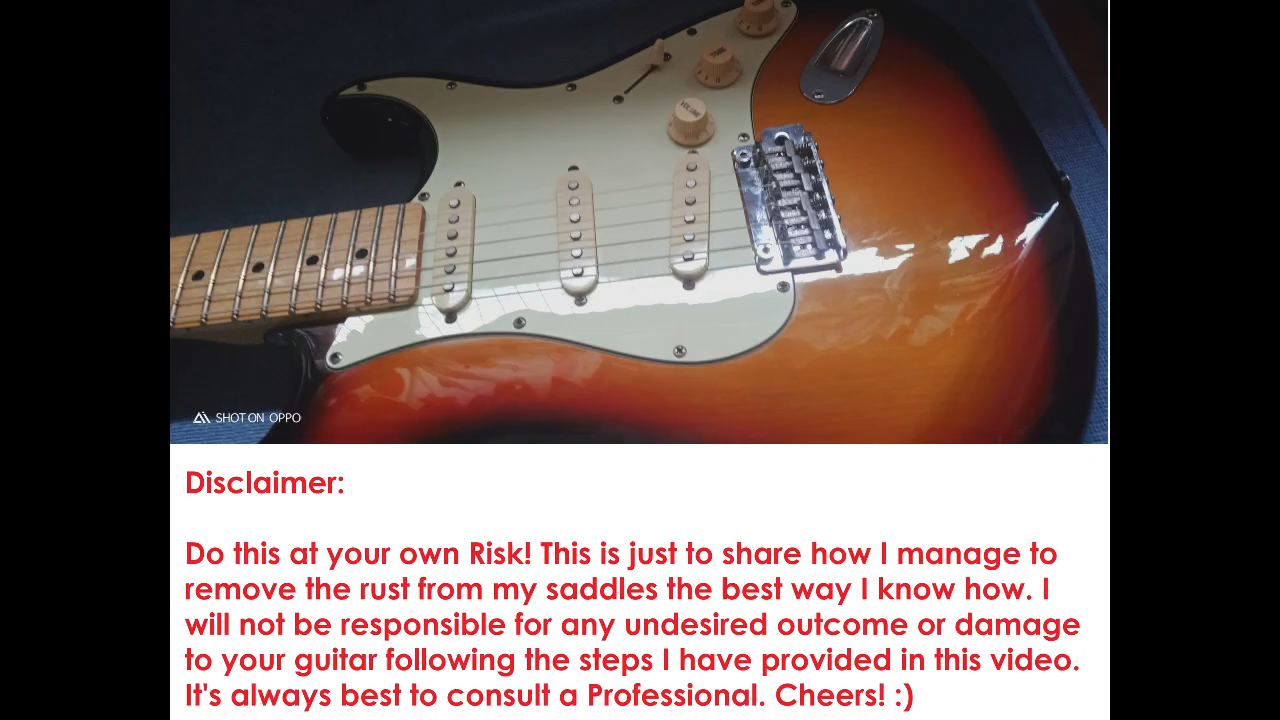 TONE
VOLUME
SHOT ON OPPO
Disclaimer:
Do this at your own Risk! This is just to share how I manage to
remove the rust from my saddles the best way I know how. I
will not be responsible for any undesired outcome or damage
to your guitar following the steps I have provided in this video.
It's always best to consult a Professional. Cheers! :)